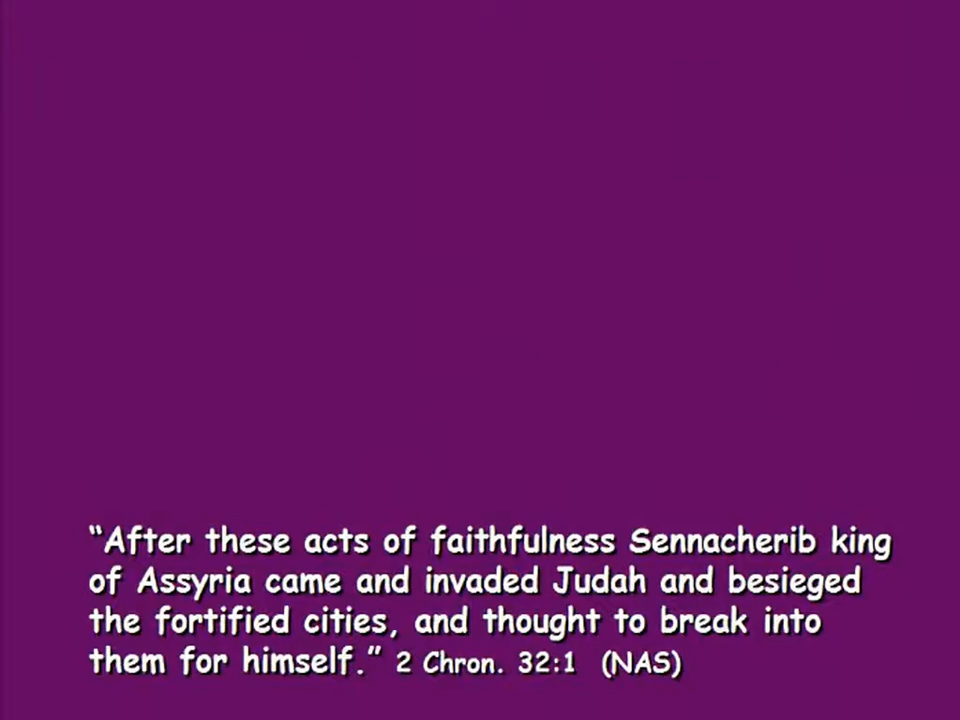 “After these acts of faithfulness Sennacherib king
of Assyria came and invaded Judah and besieged
the fortified cities, and thought to break into
them for himself.” 2 Chron. 32:1 (NAS)